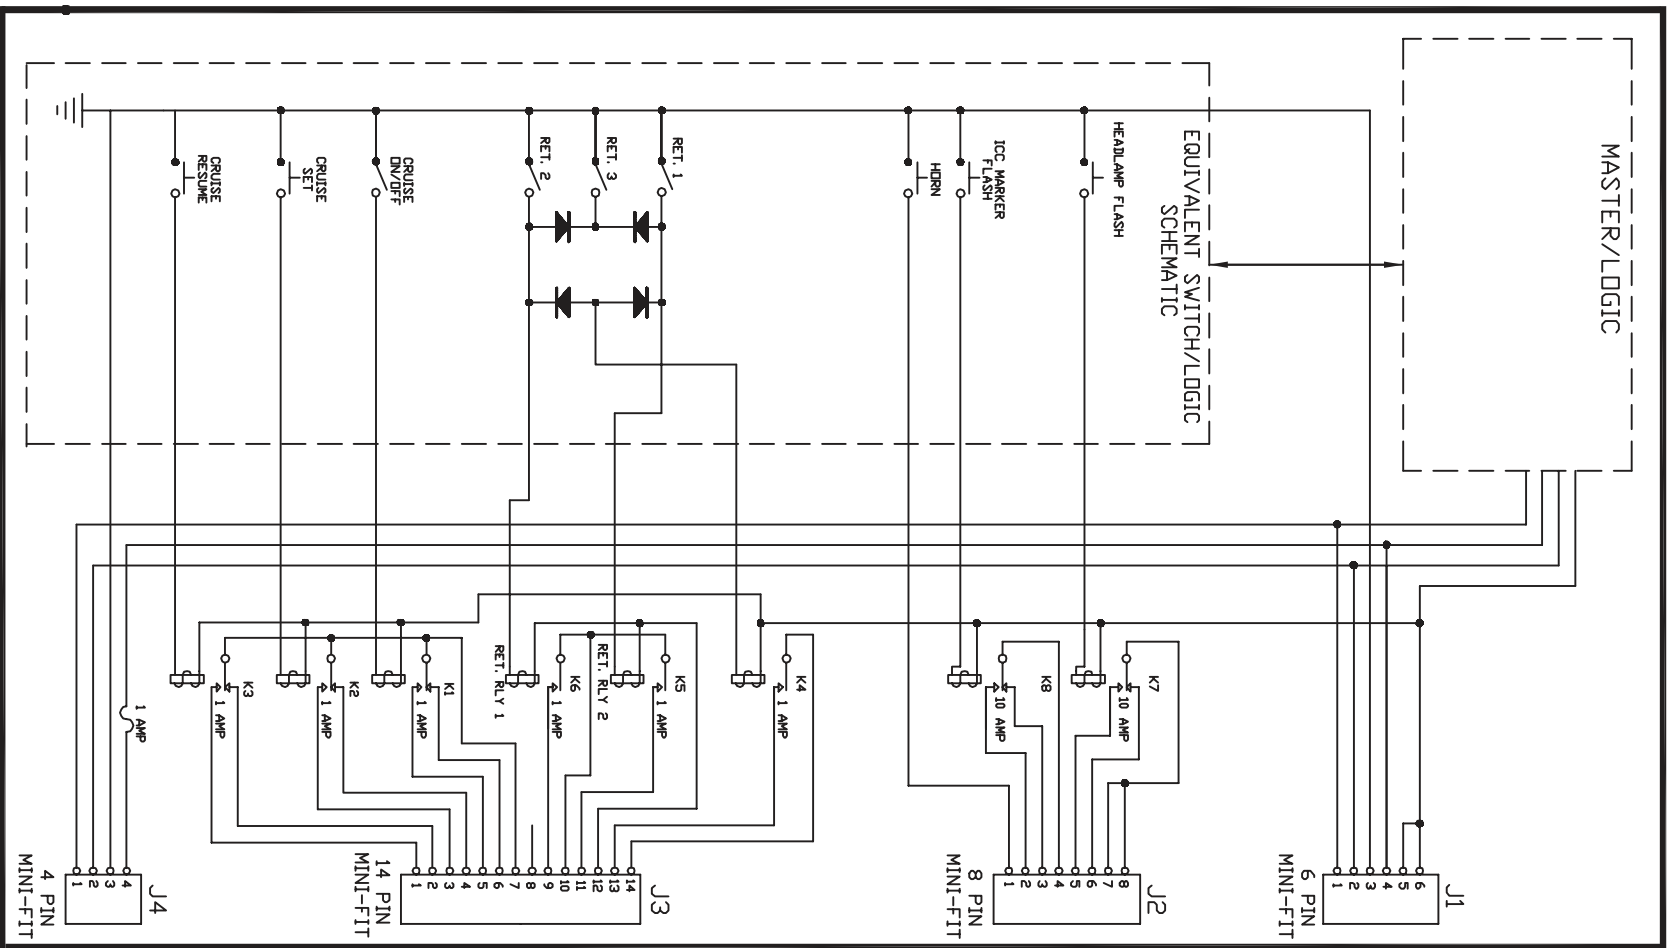 MASTER/LOGIC
EQUIVALENT SWITCH/LOGIC
SCHEMATIC
HEADLAMP FLASH
ICC MARKER
FLASH
HORN
RET. 1
RET. 3
RET. 2
CRUISE
ON/OFF
CRUISE
SET
CRUISE
RESUME
K7
10 AMP
K8
10 AMP
K4
1 AMP
K5
1 AMP
RET. RLY 2
K6
1 AMP
RET. RLY 1
K1
1 AMP
K2
1 AMP
K3
1 AMP
1 AMP
J1
6 5 4 3 2 1
6 PIN
MINI-FIT
J2
8 7 6 5 4 3 2 1
8 PIN
MINI-FIT
J3
14 13 12 11 10 9 8 7 6 5 4 3 2 1
14 PIN
MINI-FIT
J4
4 3 2 1
4 PIN
MINI-FIT